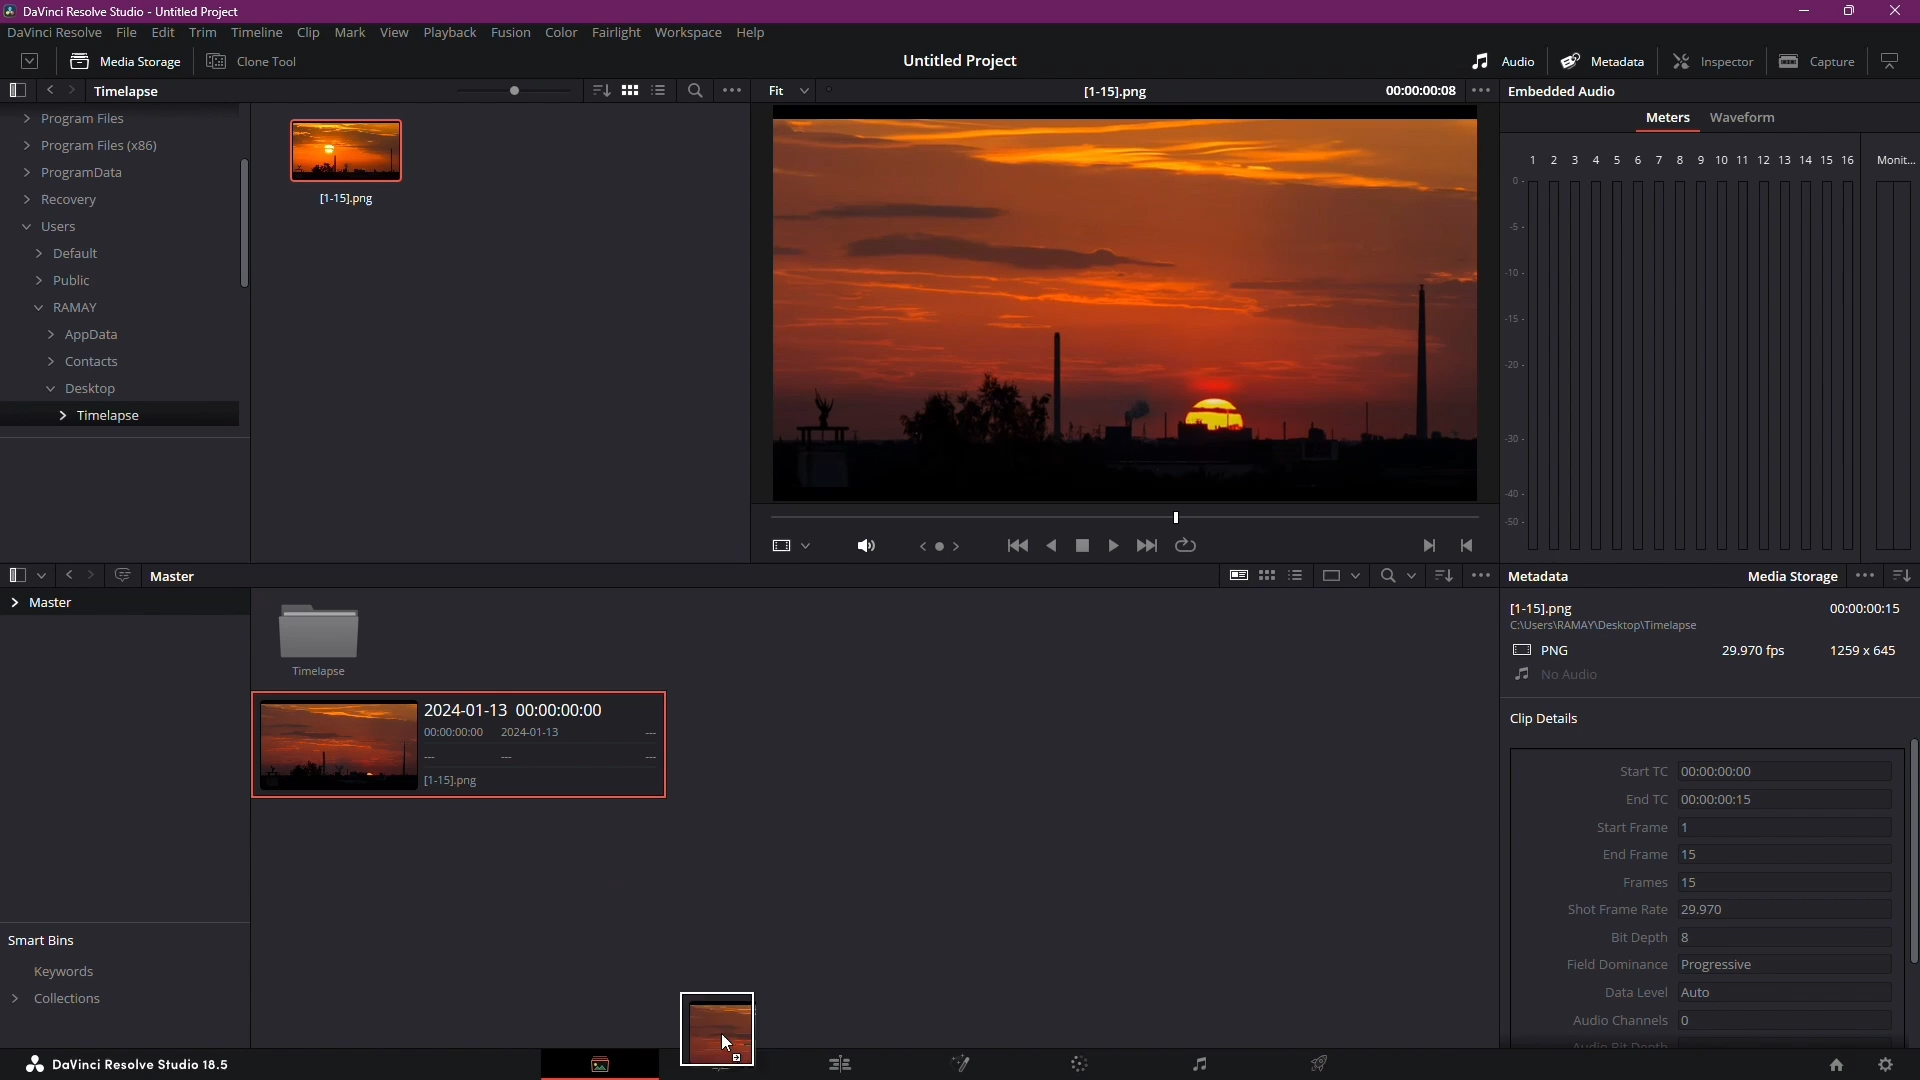 DaVinci Resolve Studio - Untitled Project
DaVinci Resolve File Edit Trim Timeline Clip Mark View Playback Fusion Color Fairlight Workspace Help
Media Storage Clone Tool Untitled Project Audio Metadata Inspector Capture
Timelapse Fit [1-15].png 00:00:00:08 Embedded Audio
Meters Waveform
1 2 3 4 5 6 7 8 9 10 11 12 13 14 15 16 Monit...
0
-5
-10
-15
-20
-30
-40
-50
Program Files
Program Files (x86)
ProgramData
Recovery
Users
Default
Public
RAMAY
AppData
Contacts
Desktop
Timelapse
[1-15].png
Master
Master
Timelapse
2024-01-13 00:00:00:00
00:00:00:00 2024-01-13 ---
--- --- ---
[1-15].png
Smart Bins
Keywords
Collections
Metadata Media Storage
[1-15].png 00:00:00:15
C:\Users\RAMAY\Desktop\Timelapse
PNG 29.970 fps 1259 x 645
No Audio
Clip Details
Start TC 00:00:00:00
End TC 00:00:00:15
Start Frame 1
End Frame 15
Frames 15
Shot Frame Rate 29.970
Bit Depth 8
Field Dominance Progressive
Data Level Auto
Audio Channels 0
Audio Bit Depth
DaVinci Resolve Studio 18.5